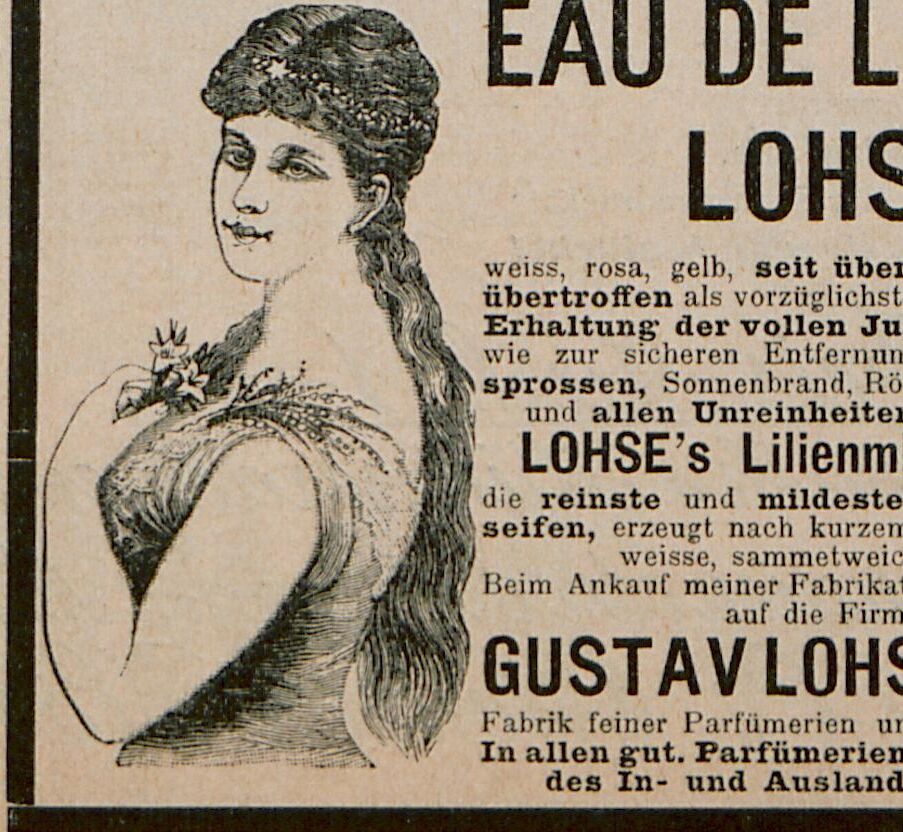 EAU DE L
LOHS
weiss, rosa, gelb, seit über
übertroffen als vorzüglichst
Erhaltung der vollen Ju
wie zur sicheren Entfernun
sprossen, Sonnenbrand, Rö
und allen Unreinheiten
LOHSE's Lilienm
die reinste und mildeste
seifen, erzeugt nach kurzem
weisse, sammetweic
Beim Ankauf meiner Fabrikat
auf die Firm
GUSTAV LOHS
Fabrik feiner Parfümerien un
In allen gut. Parfümerien
des In- und Ausland